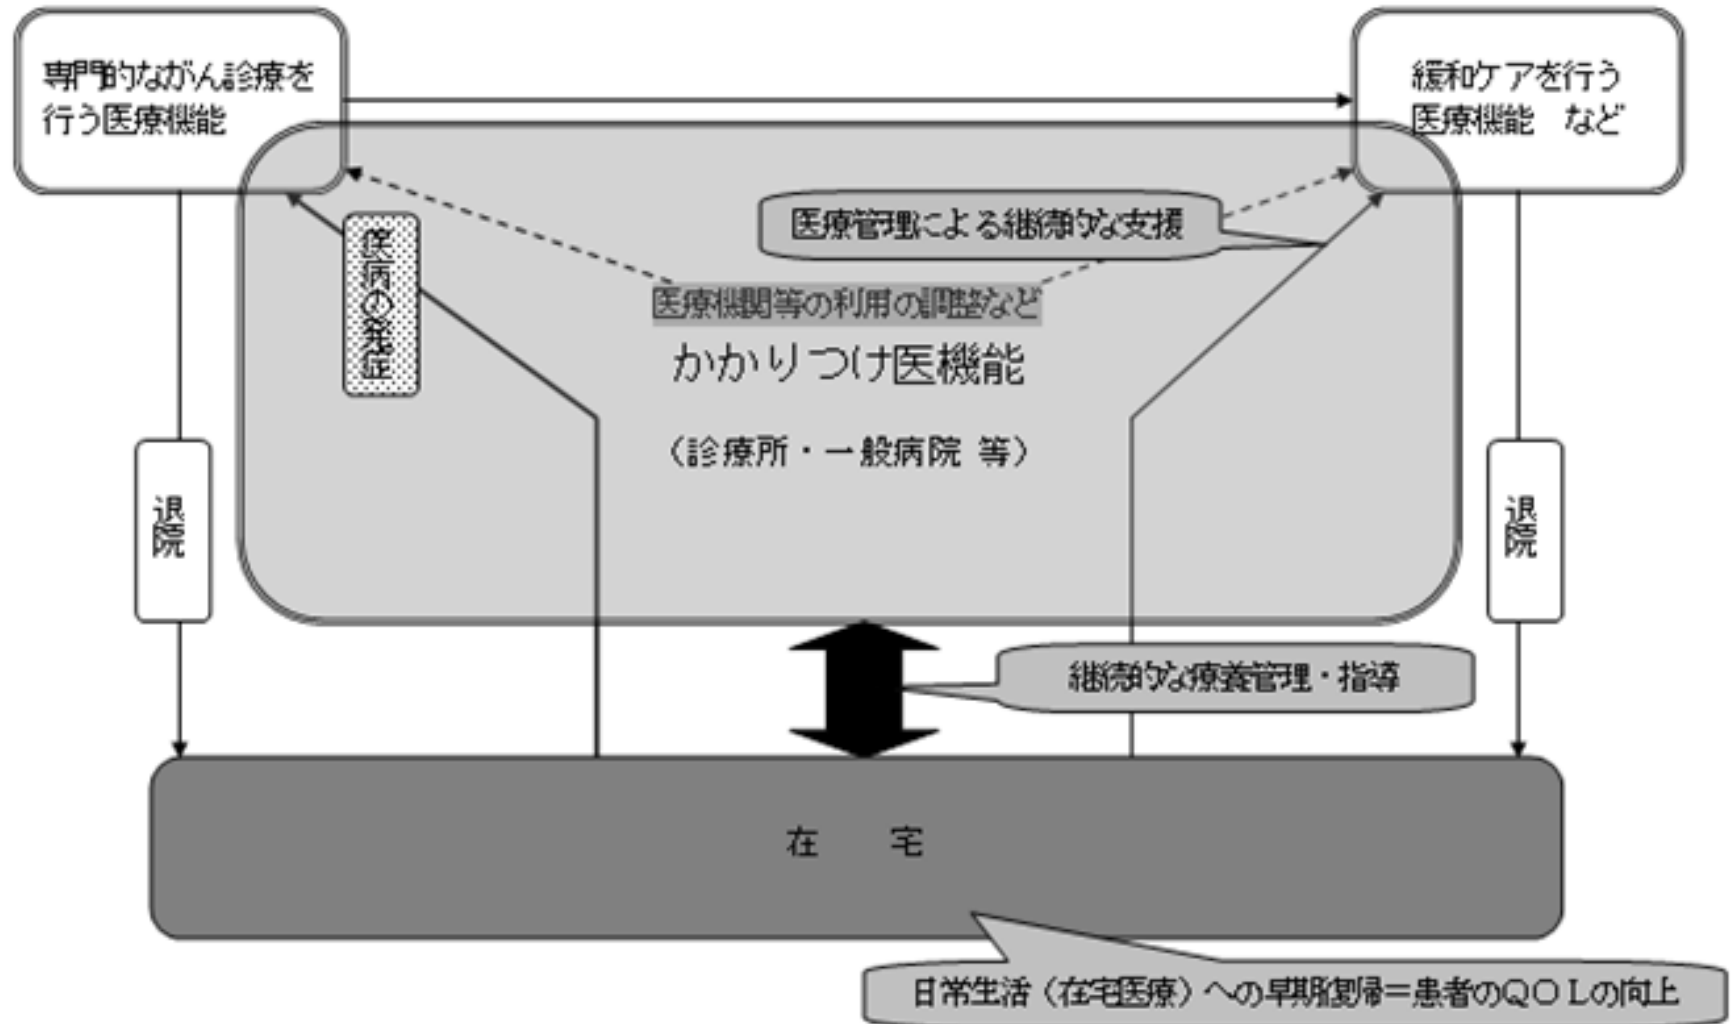 専門的ながん診療を
行う医療機能
緩和ケアを行う
医療機能　など
医療管理による継続的な支援
疾病の発症
医療機関等の利用の調整など
かかりつけ医機能
（診療所・一般病院 等）
退院
退院
継続的な療養管理・指導
在　宅
日常生活（在宅医療）への早期復帰＝患者のＱＯＬの向上